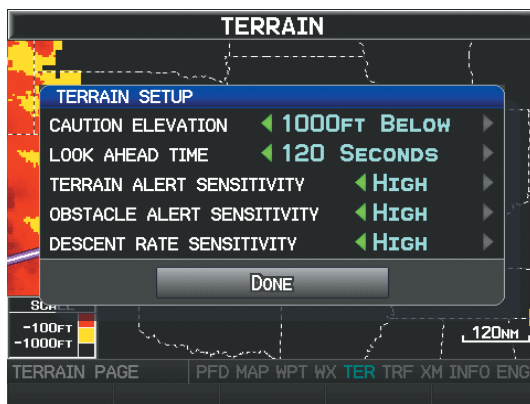 TERRAIN
TERRAIN SETUP
CAUTION ELEVATION 1000FT BELOW
LOOK AHEAD TIME 120 SECONDS
TERRAIN ALERT SENSITIVITY HIGH
OBSTACLE ALERT SENSITIVITY HIGH
DESCENT RATE SENSITIVITY HIGH
DONE
SCALE
-100FT
-1000FT
120NM
TERRAIN PAGE PFD MAP WPT WX TER TRF XM INFO ENG